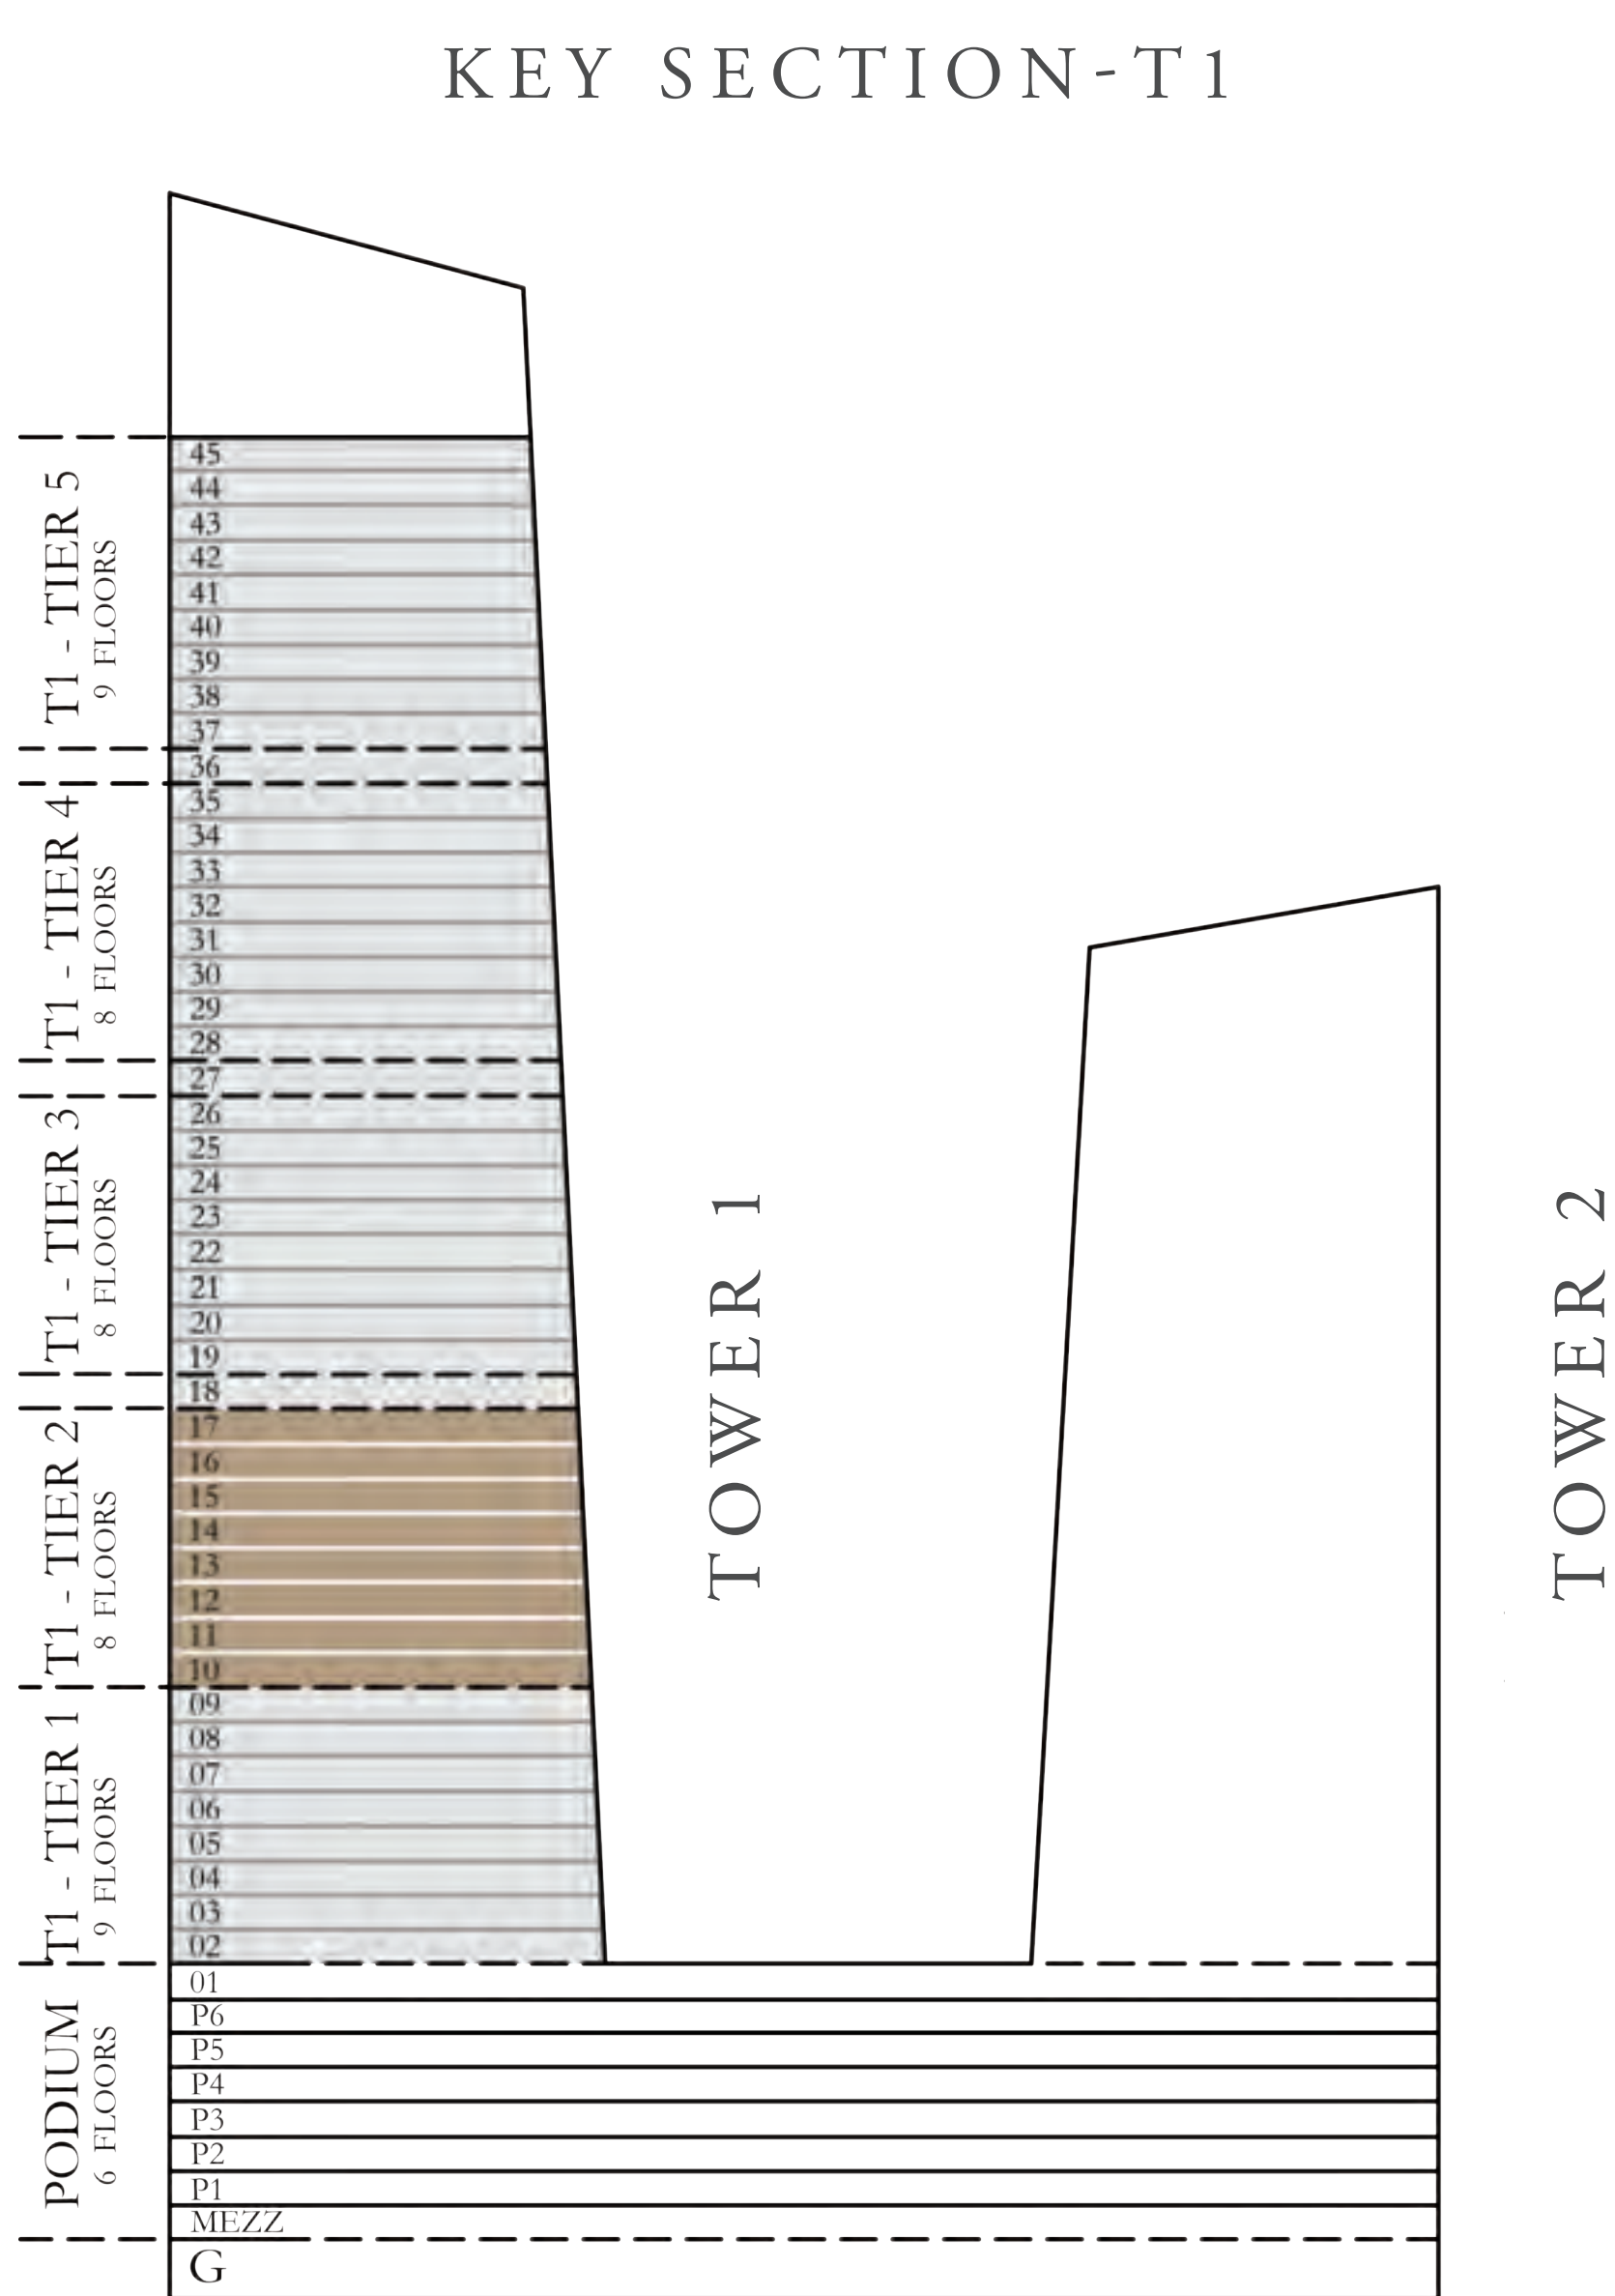 KEY SECTION-T1
T1 - TIER 5
9 FLOORS
T1 - TIER 4
8 FLOORS
T1 - TIER 3
8 FLOORS
T1 - TIER 2
8 FLOORS
T1 - TIER 1
9 FLOORS
PODIUM
6 FLOORS
45
44
43
42
41
40
39
38
37
36
35
34
33
32
31
30
29
28
27
26
25
24
23
22
21
20
19
18
17
16
15
14
13
12
11
10
09
08
07
06
05
04
03
02
01
P6
P5
P4
P3
P2
P1
MEZZ
G
TOWER 1
TOWER 2